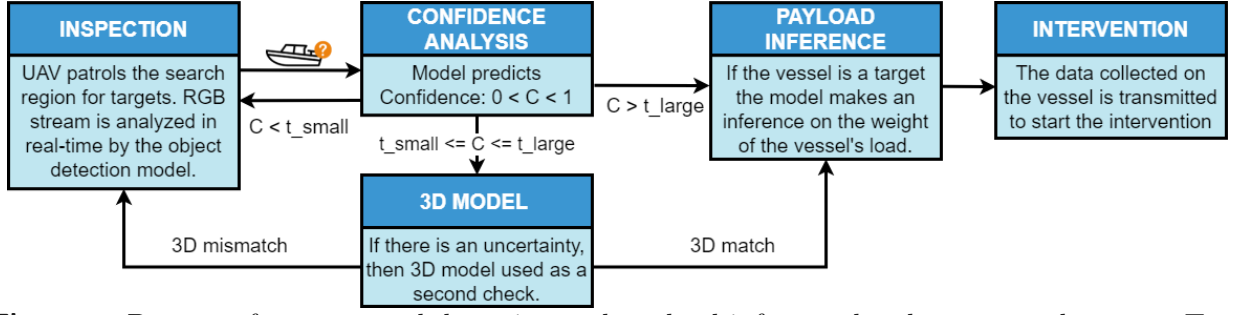 INSPECTION
UAV patrols the search
region for targets. RGB
stream is analyzed in
real-time by the object
detection model.
?
C < t_small
CONFIDENCE
ANALYSIS
Model predicts
Confidence: 0 < C < 1
t_small <= C <= t_large
C > t_large
PAYLOAD
INFERENCE
If the vessel is a target
the model makes an
inference on the weight
of the vessel's load.
INTERVENTION
The data collected on
the vessel is transmitted
to start the intervention
3D mismatch
3D MODEL
If there is an uncertainty,
then 3D model used as a
second check.
3D match